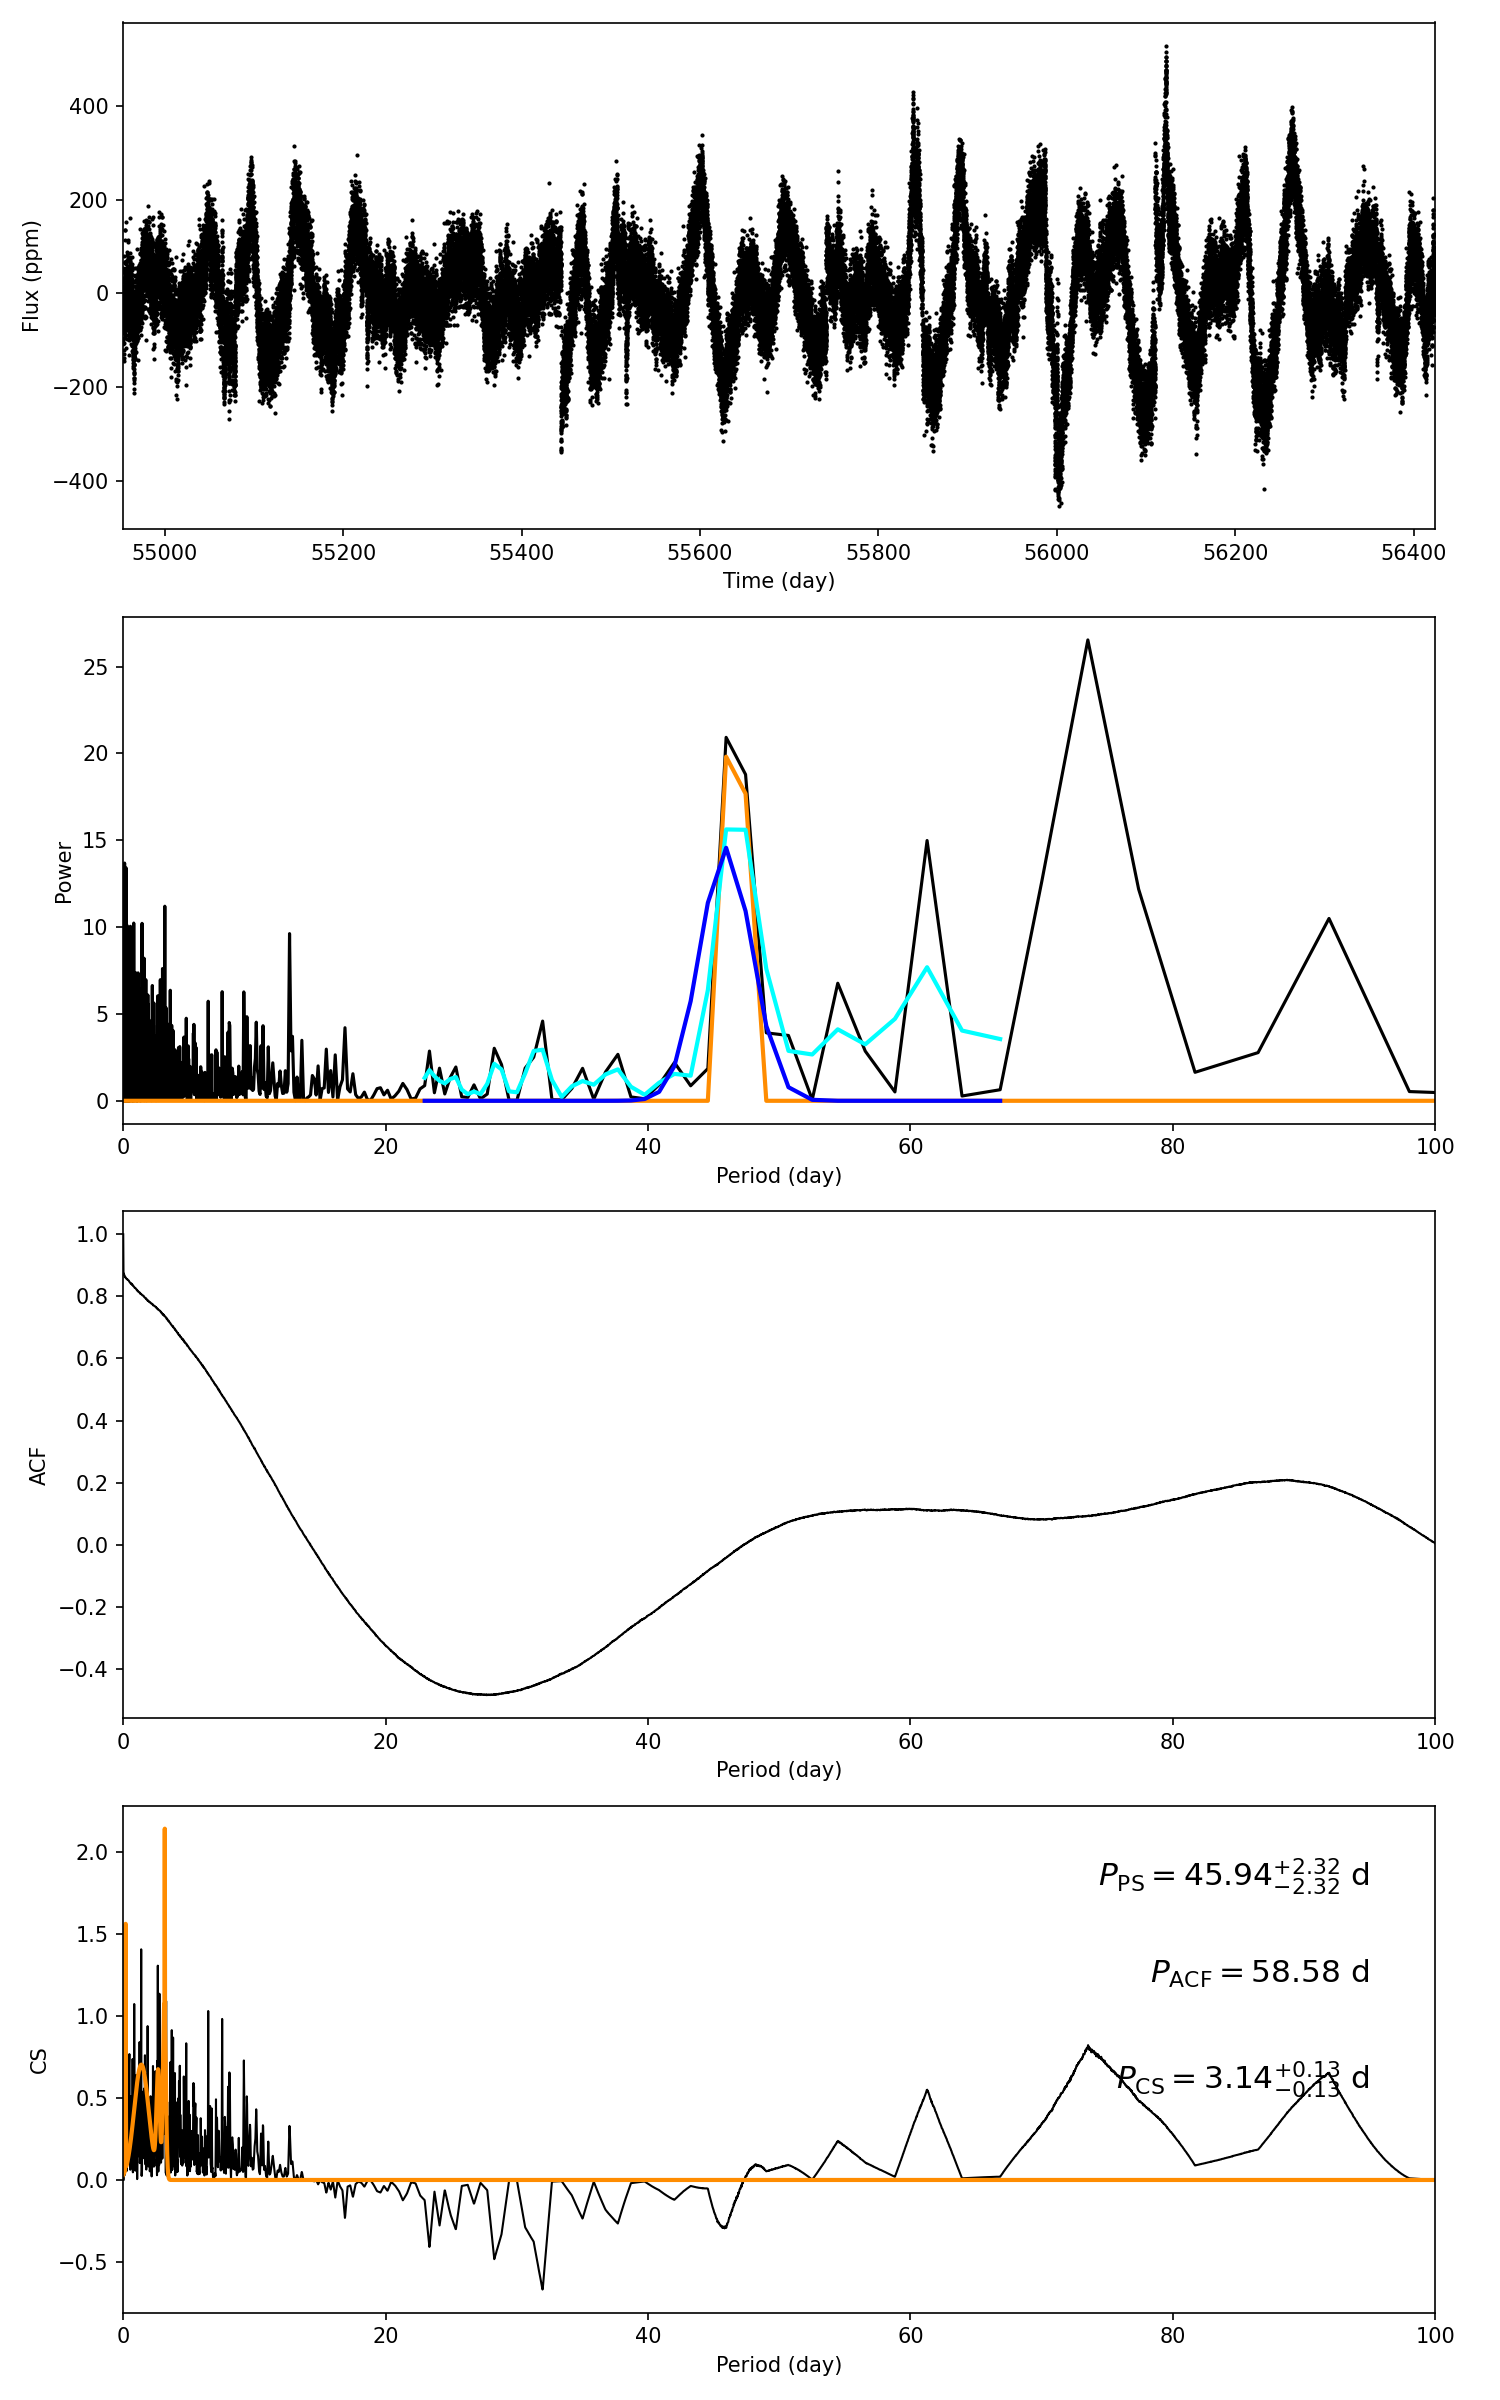 400
200
0
−200
−400
Flux (ppm)
55000 55200 55400 55600 55800 56000 56200 56400
Time (day)
25
20
15
10
5
0
Power
0 20 40 60 80 100
Period (day)
1.0
0.8
0.6
0.4
0.2
0.0
−0.2
−0.4
ACF
0 20 40 60 80 100
Period (day)
2.0
1.5
1.0
0.5
0.0
−0.5
CS
P_PS = 45.94 +2.32 −2.32 d
P_ACF = 58.58 d
P_CS = 3.14 +0.13 −0.13 d
0 20 40 60 80 100
Period (day)